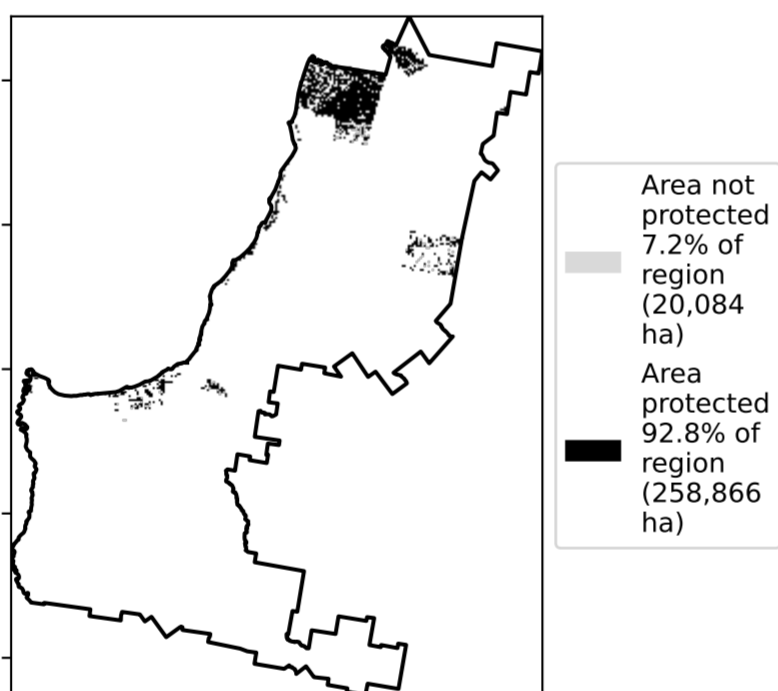 Area not
protected
7.2% of
region
(20,084
ha)
Area
protected
92.8% of
region
(258,866
ha)